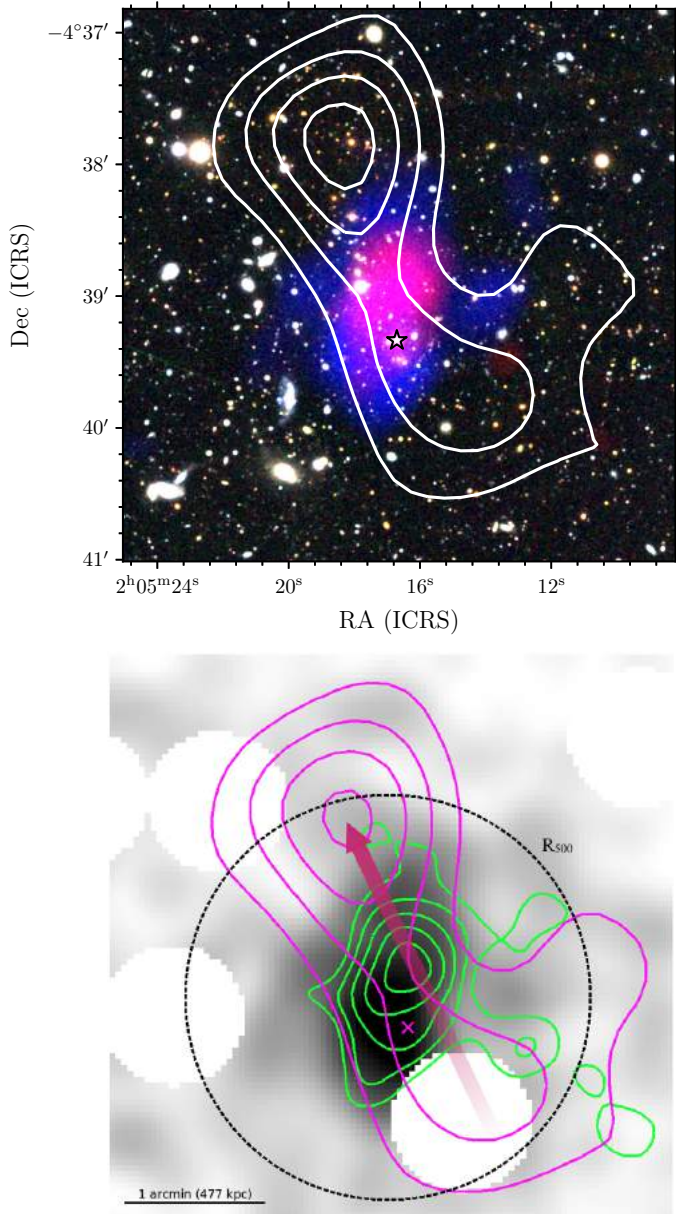 −4°37′
38′
39′
40′
41′
Dec (ICRS)
2ʰ05ᵐ24ˢ
20ˢ
16ˢ
12ˢ
RA (ICRS)
R₅₀₀
1 arcmin (477 kpc)